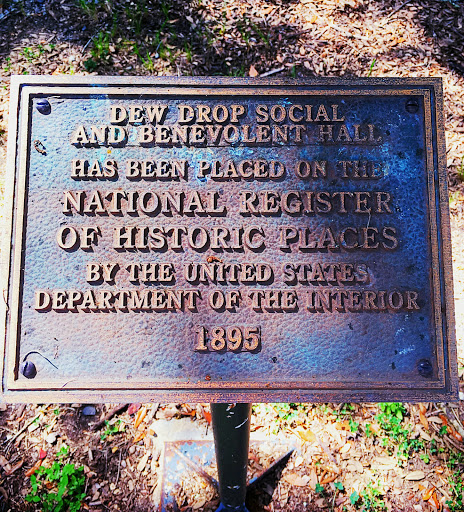 DEW DROP SOCIAL
AND BENEVOLENT HALL
HAS BEEN PLACED ON THE
NATIONAL REGISTER
OF HISTORIC PLACES
BY THE UNITED STATES
DEPARTMENT OF THE INTERIOR
1895